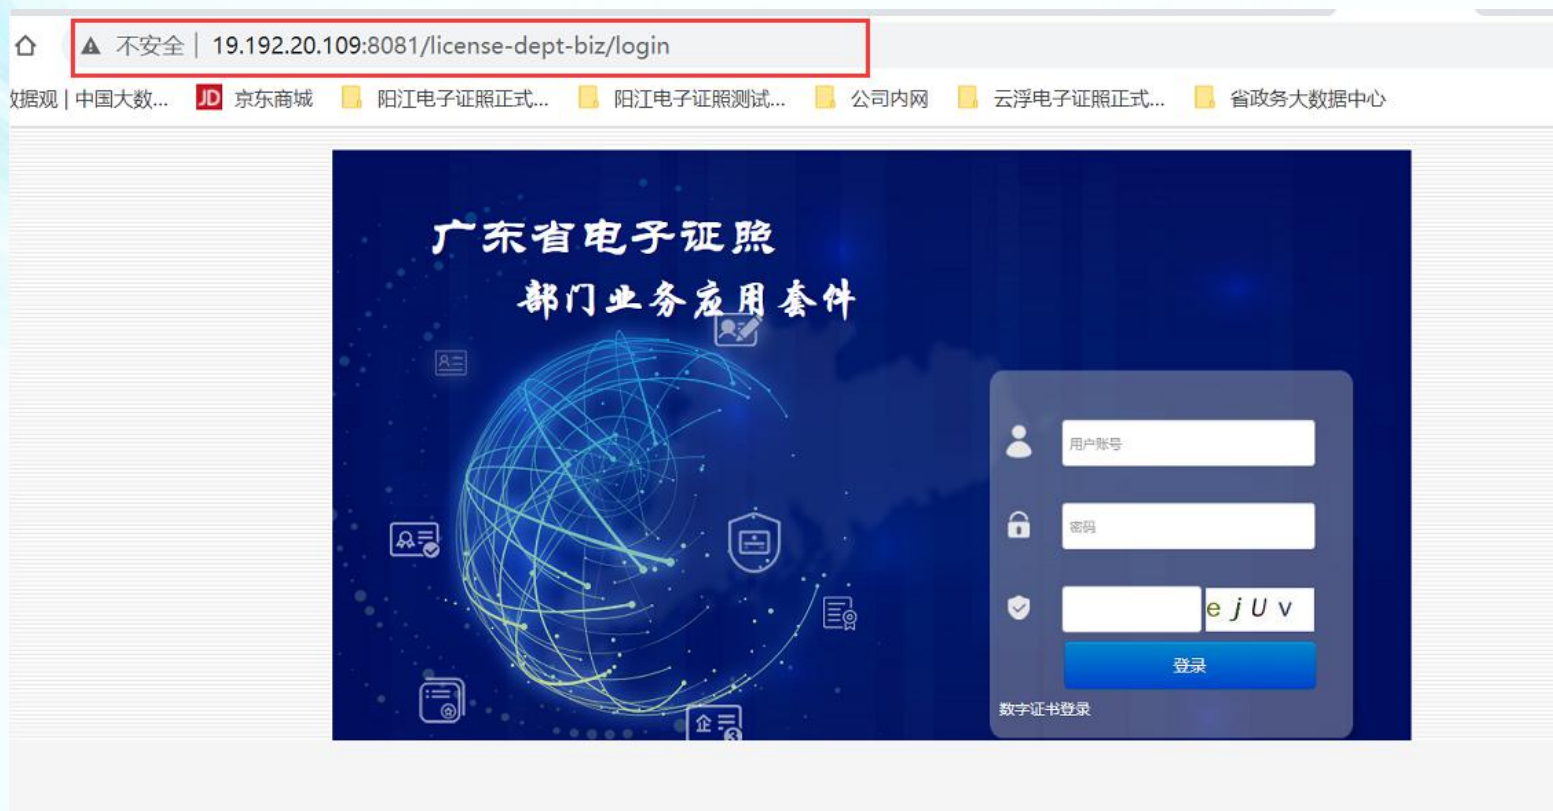 不安全 | 19.192.20.109:8081/license-dept-biz/login
数据观 | 中国大数... JD 京东商城 阳江电子证照正式... 阳江电子证照测试... 公司内网 云浮电子证照正式... 省政务大数据中心
广东省电子证照
部门业务应用套件
用户账号
密码
e j U v
登录
数字证书登录
企